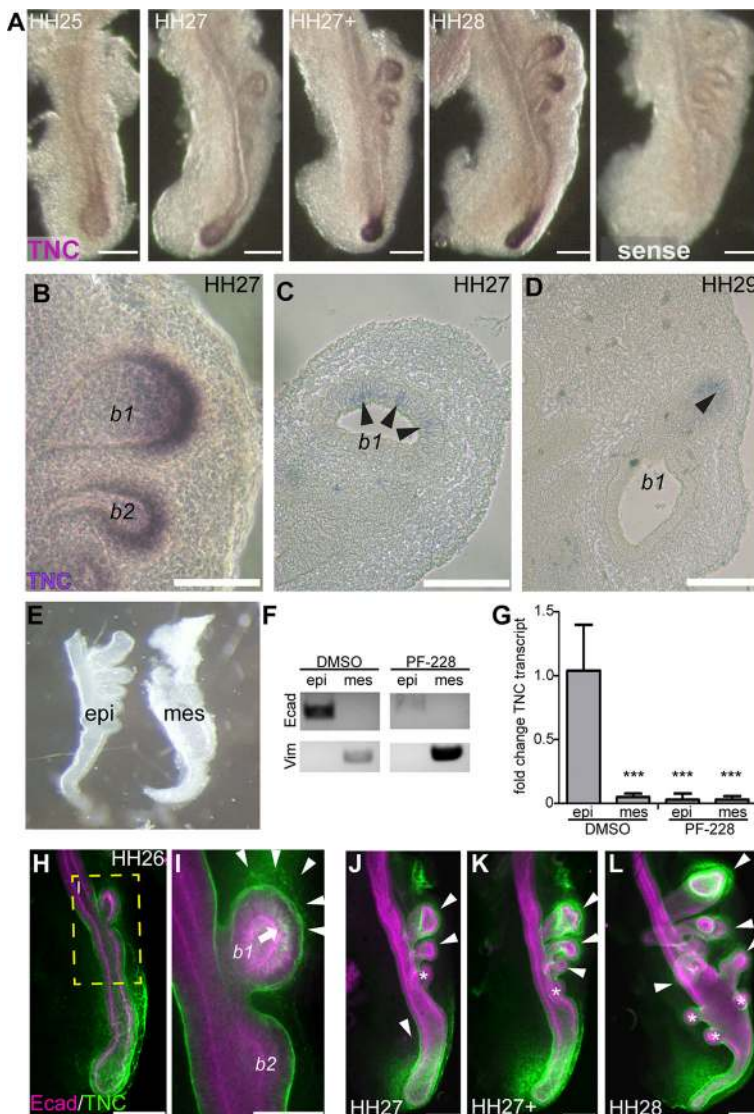 A HH25 HH27 HH27+ HH28
TNC sense
B HH27 C HH27 D HH29
b1
b1
b1
b2
TNC
E F G
DMSO PF-228
epi mes epi mes
Ecad
Vim
epi mes
fold change TNC transcript
1.5
1.0
0.5
0
*** *** ***
epi mes epi mes
DMSO PF-228
H HH26 I J K L
b1
b2
* * * * *
Ecad/TNC HH27 HH27+ HH28